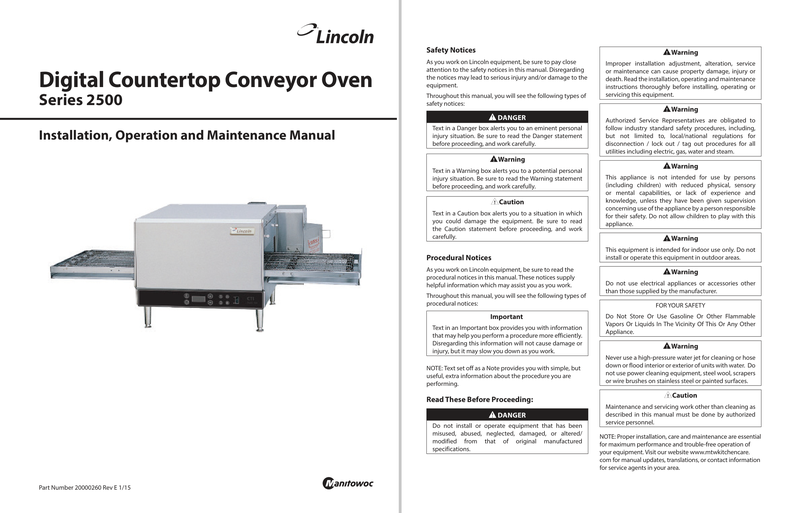 Lincoln
Digital Countertop Conveyor Oven
Series 2500
Installation, Operation and Maintenance Manual
Lincoln
Part Number 20000260 Rev E 1/15
Manitowoc
Safety Notices
As you work on Lincoln equipment, be sure to pay close
attention to the safety notices in this manual. Disregarding
the notices may lead to serious injury and/or damage to the
equipment.
Throughout this manual, you will see the following types of
safety notices:
DANGER
Text in a Danger box alerts you to an eminent personal
injury situation. Be sure to read the Danger statement
before proceeding, and work carefully.
Warning
Text in a Warning box alerts you to a potential personal
injury situation. Be sure to read the Warning statement
before proceeding, and work carefully.
Caution
Text in a Caution box alerts you to a situation in which
you could damage the equipment. Be sure to read
the Caution statement before proceeding, and work
carefully.
Procedural Notices
As you work on Lincoln equipment, be sure to read the
procedural notices in this manual. These notices supply
helpful information which may assist you as you work.
Throughout this manual, you will see the following types of
procedural notices:
Important
Text in an Important box provides you with information
that may help you perform a procedure more efficiently.
Disregarding this information will not cause damage or
injury, but it may slow you down as you work.
NOTE: Text set off as a Note provides you with simple, but
useful, extra information about the procedure you are
performing.
Read These Before Proceeding:
DANGER
Do not install or operate equipment that has been
misused, abused, neglected, damaged, or altered/
modified from that of original manufactured
specifications.
Warning
Improper installation, adjustment, alteration, service
or maintenance can cause property damage, injury or
death. Read the installation, operating and maintenance
instructions thoroughly before installing, operating or
servicing this equipment.
Warning
Authorized Service Representatives are obligated to
follow industry standard safety procedures, including,
but not limited to, local/national regulations for
disconnection / lock out / tag out procedures for all
utilities including electric, gas, water and steam.
Warning
This appliance is not intended for use by persons
(including children) with reduced physical, sensory
or mental capabilities, or lack of experience and
knowledge, unless they have been given supervision
concerning use of the appliance by a person responsible
for their safety. Do not allow children to play with this
appliance.
Warning
This equipment is intended for indoor use only. Do not
install or operate this equipment in outdoor areas.
Warning
Do not use electrical appliances or accessories other
than those supplied by the manufacturer.
FOR YOUR SAFETY
Do Not Store Or Use Gasoline Or Other Flammable
Vapors Or Liquids In The Vicinity Of This Or Any Other
Appliance.
Warning
Never use a high-pressure water jet for cleaning or hose
down or flood interior or exterior of units with water. Do
not use power cleaning equipment, steel wool, scrapers
or wire brushes on stainless steel or painted surfaces.
Caution
Maintenance and servicing work other than cleaning as
described in this manual must be done by authorized
service personnel.
NOTE: Proper installation, care and maintenance are essential
for maximum performance and trouble-free operation of
your equipment. Visit our website www.mtwkitchencare.
com for manual updates, translations, or contact information
for service agents in your area.